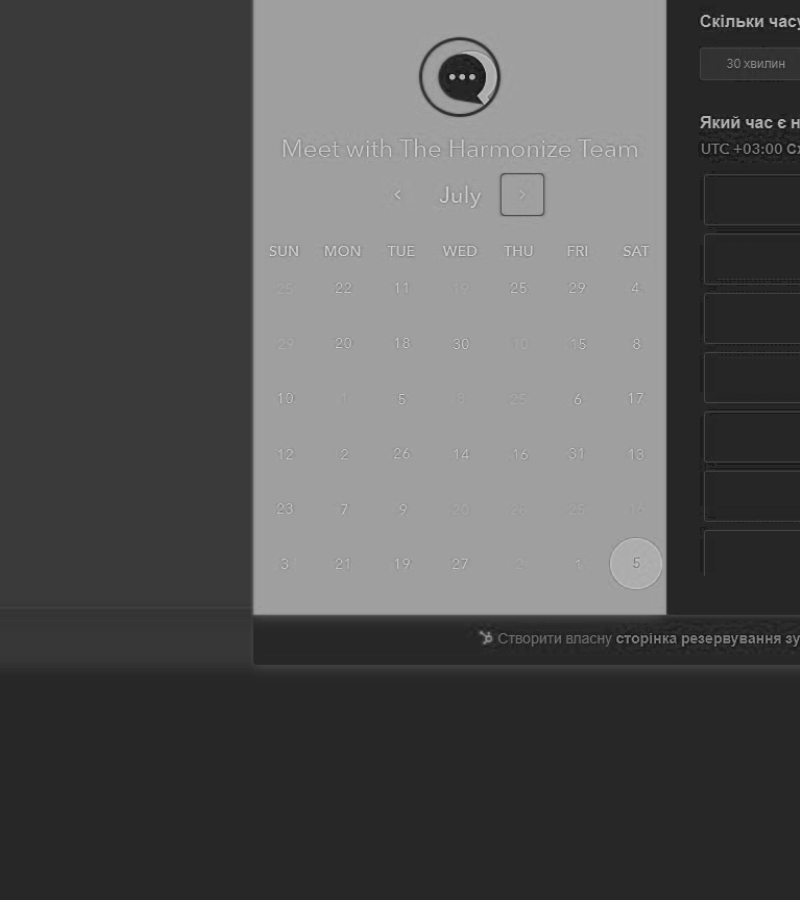 Meet with The Harmonize Team
July
SUN MON TUE WED THU FRI SAT
25 22 11 19 25 29 4
29 20 18 30 10 15 8
10 1 5 8 25 6 17
12 2 26 14 16 31 13
23 7 9 20 28 25 16
3 21 19 27 2 1 5
Скільки часу
30 хвилин
Який час є н
UTC +03:00 Сх
Створити власну сторінка резервування зу